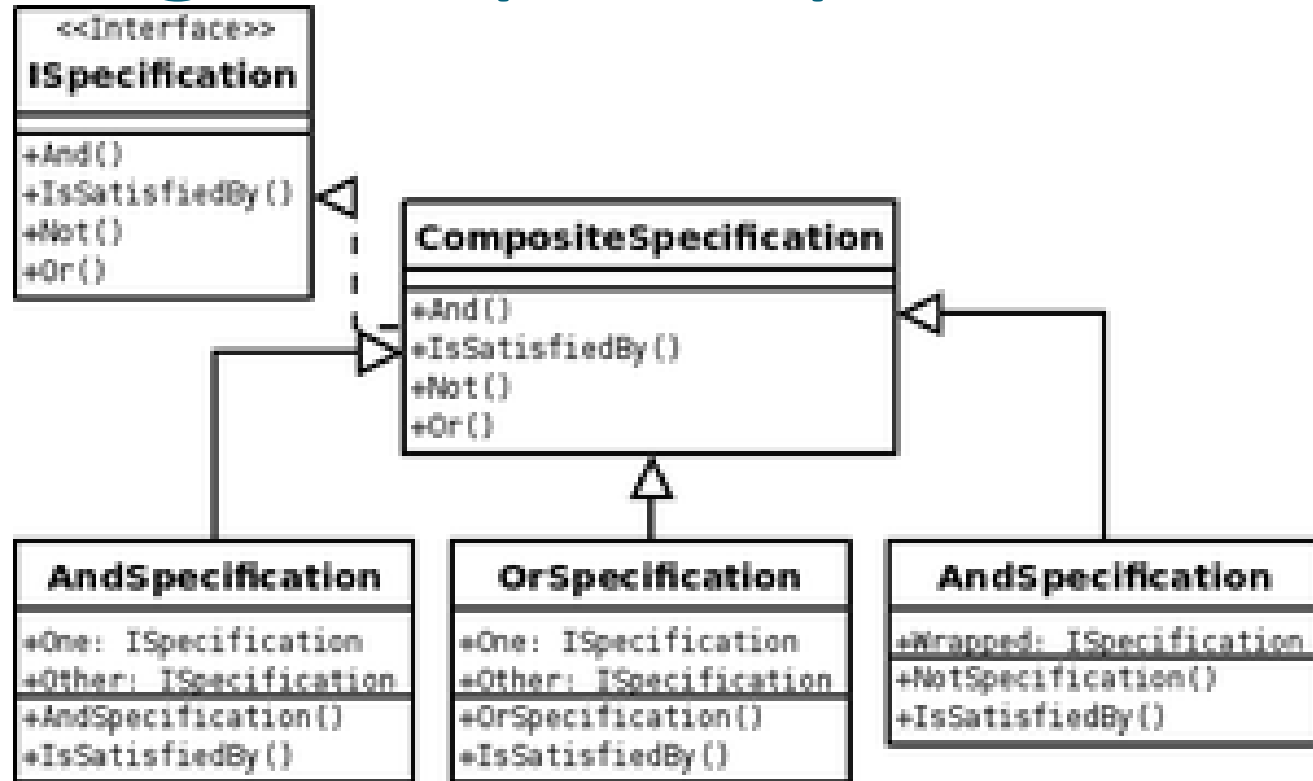 <<Interface>>
ISpecification
+And()
+IsSatisfiedBy()
+Not()
+Or()
CompositeSpecification
+And()
+IsSatisfiedBy()
+Not()
+Or()
AndSpecification
+One: ISpecification
+Other: ISpecification
+AndSpecification()
+IsSatisfiedBy()
OrSpecification
+One: ISpecification
+Other: ISpecification
+OrSpecification()
+IsSatisfiedBy()
AndSpecification
+Wrapped: ISpecification
+NotSpecification()
+IsSatisfiedBy()